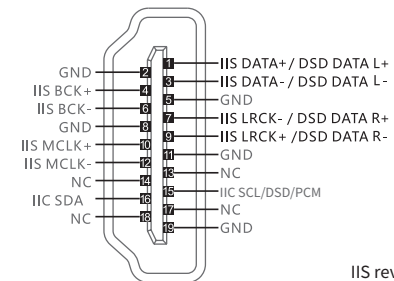 1 IIS DATA+ / DSD DATA L+
GND 2
3 IIS DATA- / DSD DATA L-
IIS BCK+ 4
5 GND
IIS BCK- 6
7 IIS LRCK- / DSD DATA R+
GND 8
9 IIS LRCK+ / DSD DATA R-
IIS MCLK+ 10
11 GND
IIS MCLK- 12
13 NC
NC 14
15 IIC SCL/DSD/PCM
IIC SDA 16
17 NC
NC 18
19 GND
IIS rev